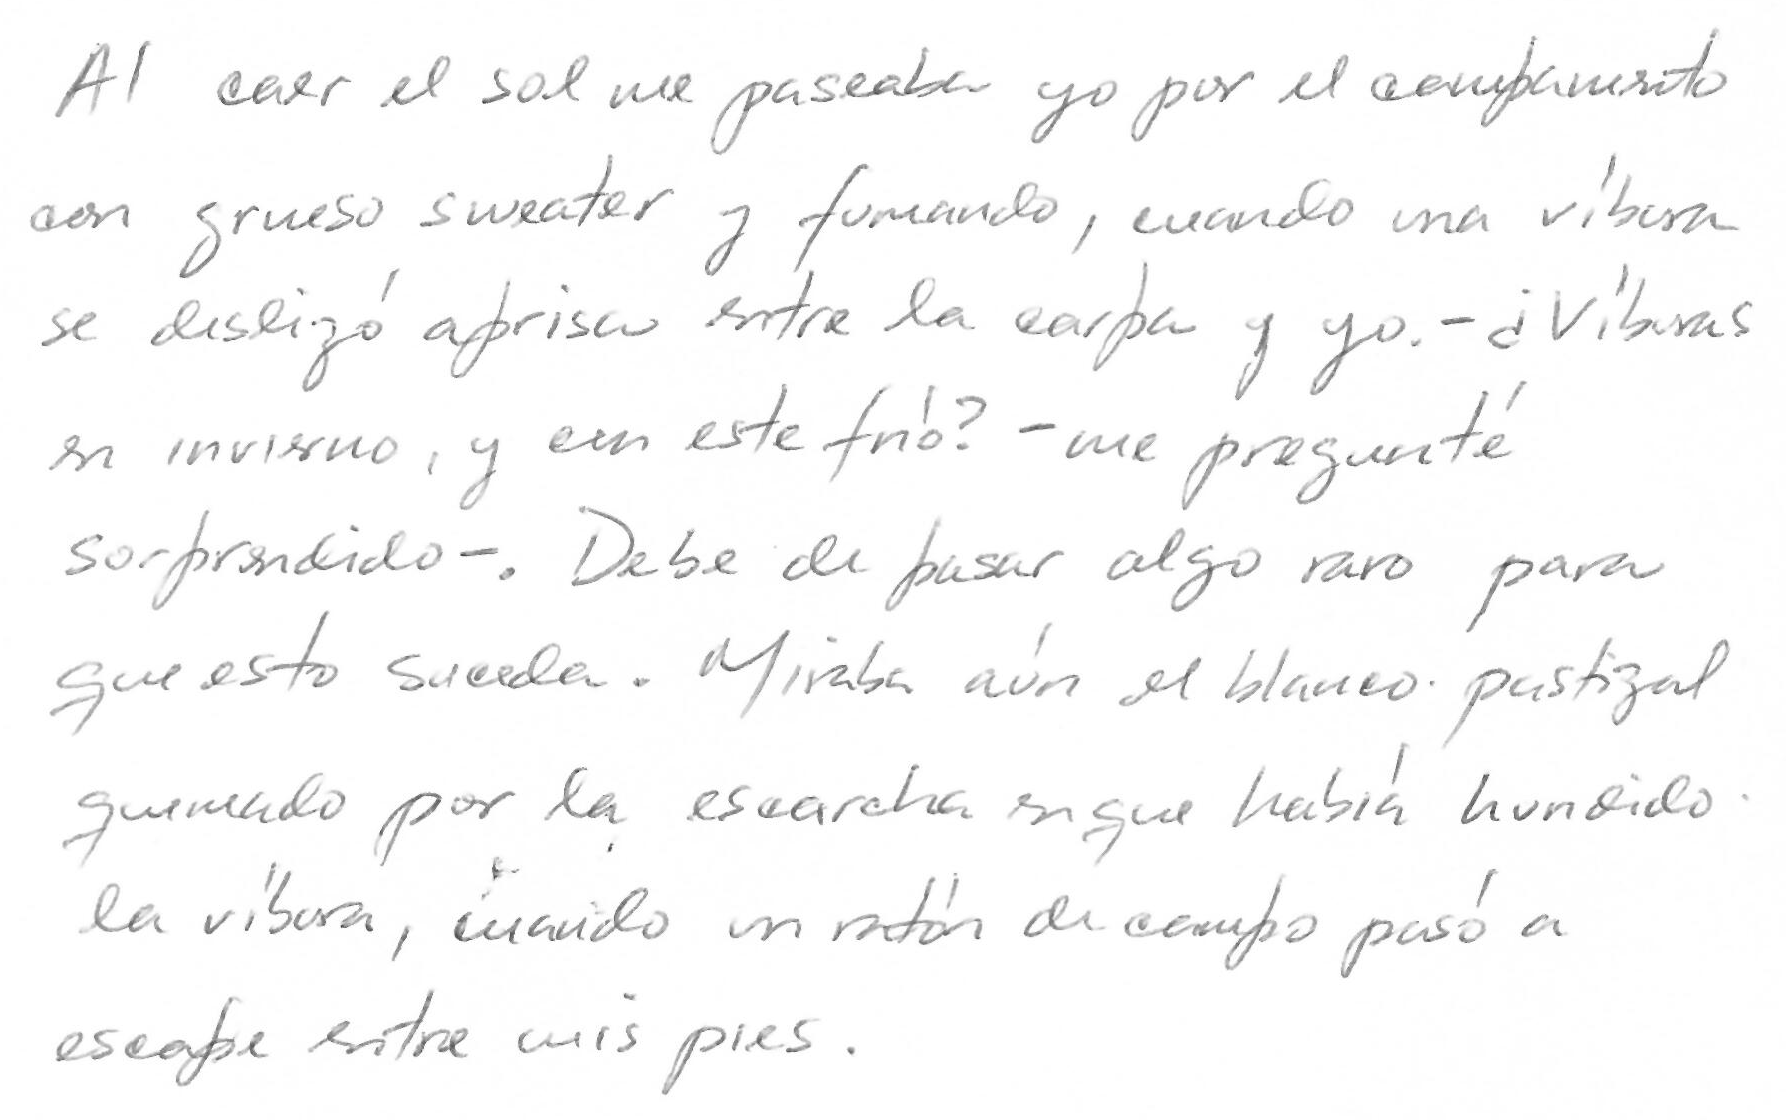 Al caer el sol me paseaba yo por el campamento
con grueso sweater y fumando, cuando una víbora
se deslizó aprisa entre la carpa y yo. - ¿Víboras
en invierno, y con este frío? - me pregunté
sorprendido -. Debe de pasar algo raro para
que esto suceda. Miraba aún el blanco pastizal
quemado por la escarcha en que había hundido
la víbora, cuando un ratón de campo pasó a
escape entre mis pies.